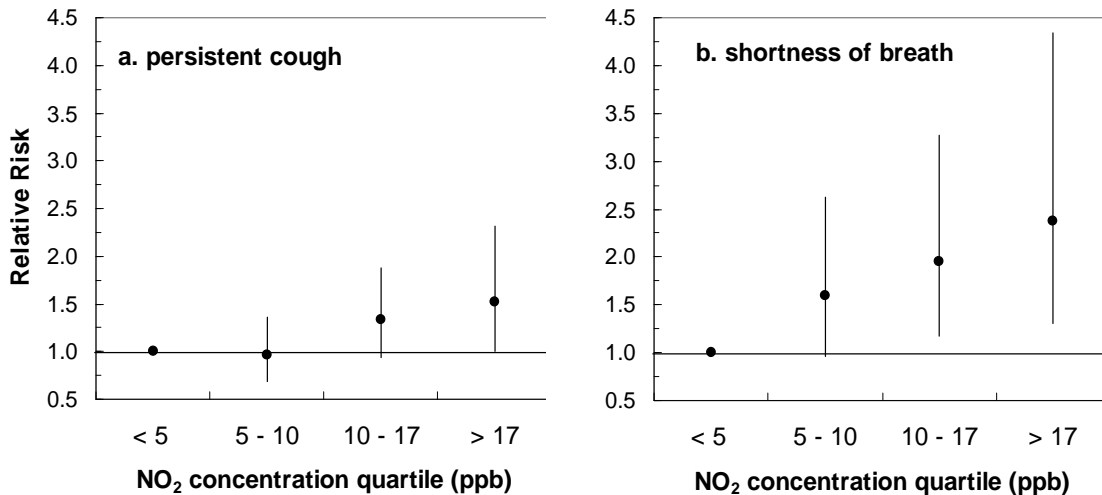 a. persistent cough
4.5
4.0
3.5
3.0
2.5
2.0
1.5
1.0
0.5
Relative Risk
< 5 5 - 10 10 - 17 > 17
NO₂ concentration quartile (ppb)
b. shortness of breath
4.5
4.0
3.5
3.0
2.5
2.0
1.5
1.0
0.5
< 5 5 - 10 10 - 17 > 17
NO₂ concentration quartile (ppb)